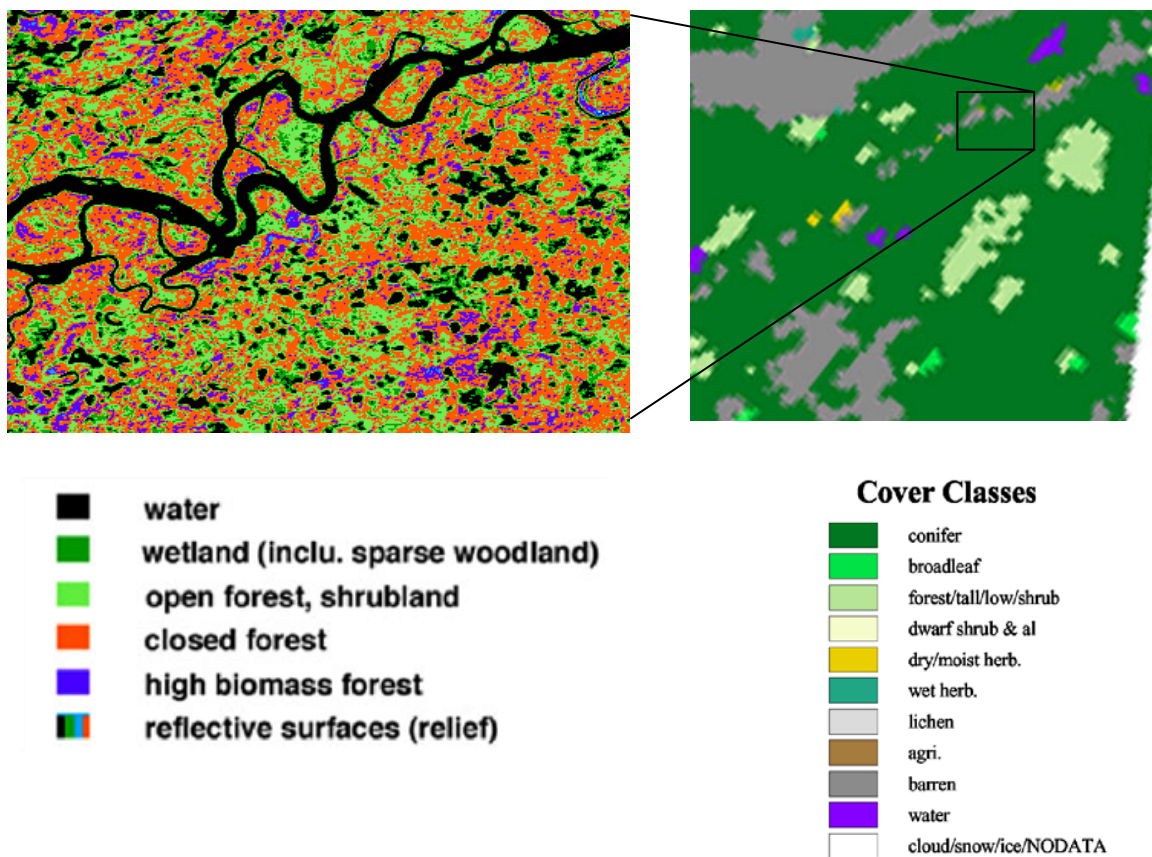 water
wetland (inclu. sparse woodland)
open forest, shrubland
closed forest
high biomass forest
reflective surfaces (relief)
Cover Classes
conifer
broadleaf
forest/tall/low/shrub
dwarf shrub & al
dry/moist herb.
wet herb.
lichen
agri.
barren
water
cloud/snow/ice/NODATA